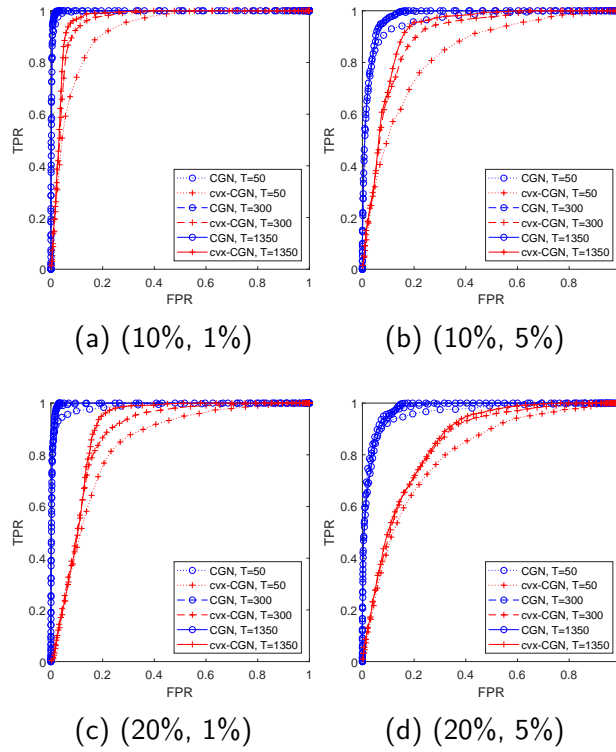 1
0.8
0.6
0.4
0.2
0
TPR
0 0.2 0.4 0.6 0.8 1
FPR
CGN, T=50
cvx-CGN, T=50
CGN, T=300
cvx-CGN, T=300
CGN, T=1350
cvx-CGN, T=1350
(a) (10%, 1%)
1
0.8
0.6
0.4
0.2
0
TPR
0 0.2 0.4 0.6 0.8
FPR
CGN, T=50
cvx-CGN, T=50
CGN, T=300
cvx-CGN, T=300
CGN, T=1350
cvx-CGN, T=1350
(b) (10%, 5%)
1
0.8
0.6
0.4
0.2
0
TPR
0 0.2 0.4 0.6 0.8 1
FPR
CGN, T=50
cvx-CGN, T=50
CGN, T=300
cvx-CGN, T=300
CGN, T=1350
cvx-CGN, T=1350
(c) (20%, 1%)
1
0.8
0.6
0.4
0.2
0
TPR
0 0.2 0.4 0.6 0.8
FPR
CGN, T=50
cvx-CGN, T=50
CGN, T=300
cvx-CGN, T=300
CGN, T=1350
cvx-CGN, T=1350
(d) (20%, 5%)